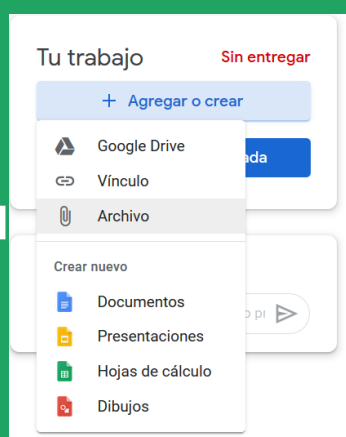 Tu trabajo
Sin entregar
+ Agregar o crear
Google Drive
Vínculo
Archivo
Crear nuevo
Documentos
Presentaciones
Hojas de cálculo
Dibujos